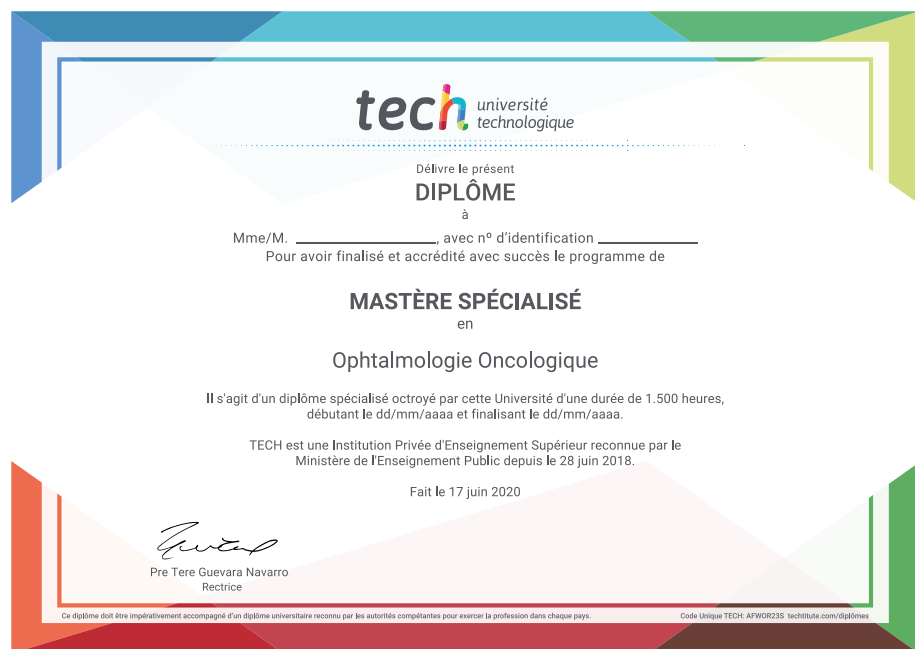 tech université
technologique
Délivre le présent
DIPLÔME
à
Mme/M. ____________________, avec nº d'identification ______________
Pour avoir finalisé et accrédité avec succès le programme de
MASTÈRE SPÉCIALISÉ
en
Ophtalmologie Oncologique
Il s'agit d'un diplôme spécialisé octroyé par cette Université d'une durée de 1.500 heures,
débutant le dd/mm/aaaa et finalisant le dd/mm/aaaa.
TECH est une Institution Privée d'Enseignement Supérieur reconnue par le
Ministère de l'Enseignement Public depuis le 28 juin 2018.
Fait le 17 juin 2020
Pre Tere Guevara Navarro
Rectrice
Ce diplôme doit être impérativement accompagné d'un diplôme universitaire reconnu par les autorités compétantes pour exercer la profession dans chaque pays.
Code Unique TECH: AFWOR23S techtitute.com/diplômes